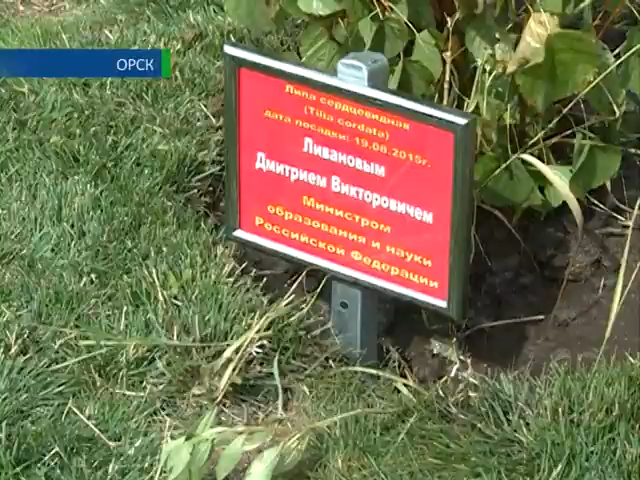 ОРСК
Липа сердцевидная
(Tilia cordata)
дата посадки: 19.08.2015г.
Ливановым
Дмитрием Викторовичем
Министром
образования и науки
Российской Федерации